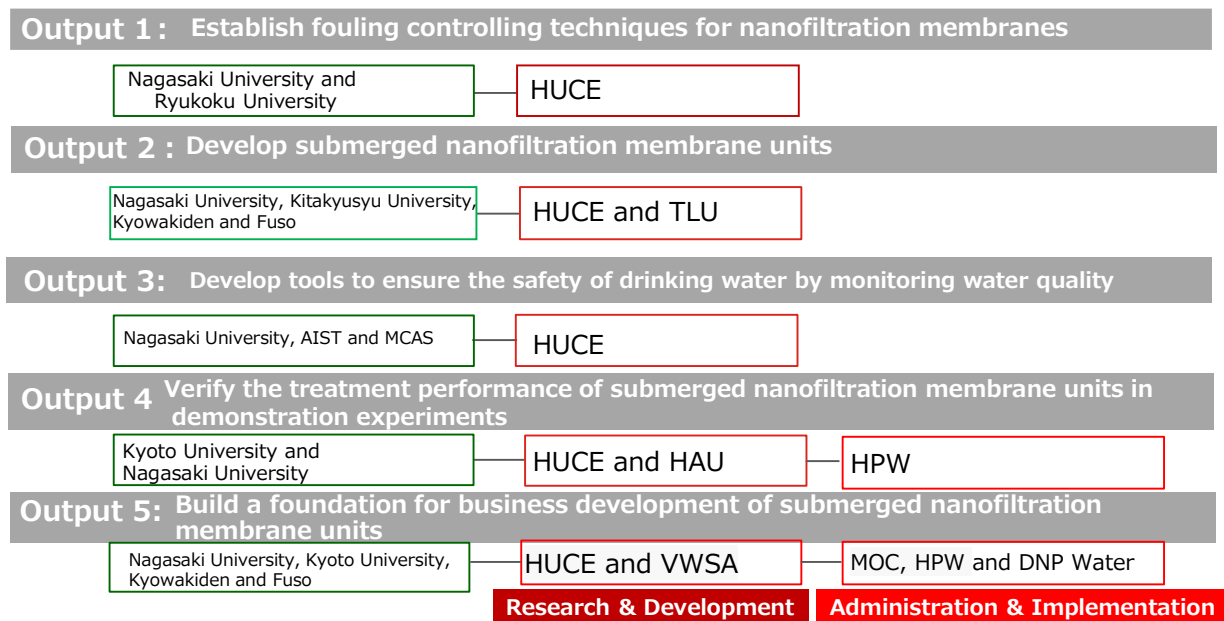 Output 1: Establish fouling controlling techniques for nanofiltration membranes
Nagasaki University and
Ryukoku University
HUCE
Output 2 : Develop submerged nanofiltration membrane units
Nagasaki University, Kitakyusyu University,
Kyowakiden and Fuso
HUCE and TLU
Output 3: Develop tools to ensure the safety of drinking water by monitoring water quality
Nagasaki University, AIST and MCAS
HUCE
Output 4 Verify the treatment performance of submerged nanofiltration membrane units in
demonstration experiments
Kyoto University and
Nagasaki University
HUCE and HAU
HPW
Output 5: Build a foundation for business development of submerged nanofiltration
membrane units
Nagasaki University, Kyoto University,
Kyowakiden and Fuso
HUCE and VWSA
MOC, HPW and DNP Water
Research & Development
Administration & Implementation